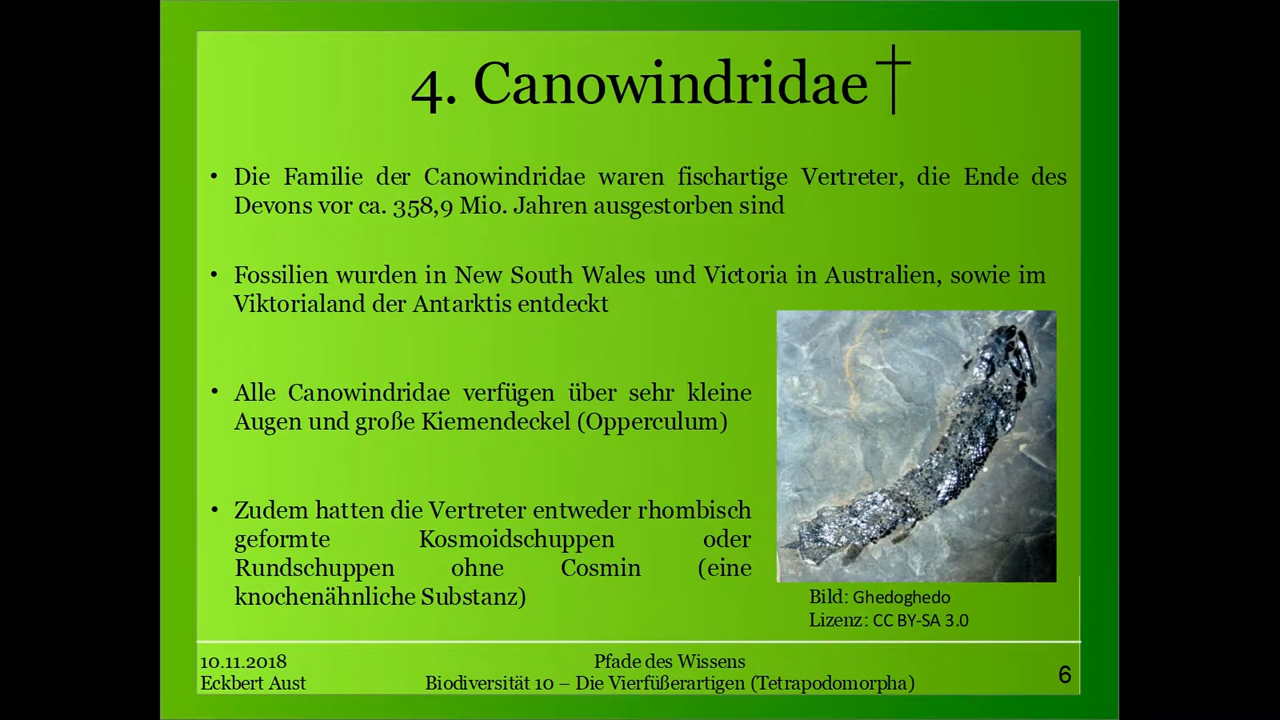 4. Canowindridae†
• Die Familie der Canowindridae waren fischartige Vertreter, die Ende des
Devons vor ca. 358,9 Mio. Jahren ausgestorben sind
• Fossilien wurden in New South Wales und Victoria in Australien, sowie im
Viktorialand der Antarktis entdeckt
• Alle Canowindridae verfügen über sehr kleine
Augen und große Kiemendeckel (Opperculum)
• Zudem hatten die Vertreter entweder rhombisch
geformte Kosmoidschuppen oder
Rundschuppen ohne Cosmin (eine
knochenähnliche Substanz)
Bild: Ghedoghedo
Lizenz: CC BY-SA 3.0
10.11.2018
Eckbert Aust
Pfade des Wissens
Biodiversität 10 – Die Vierfüßerartigen (Tetrapodomorpha)
6